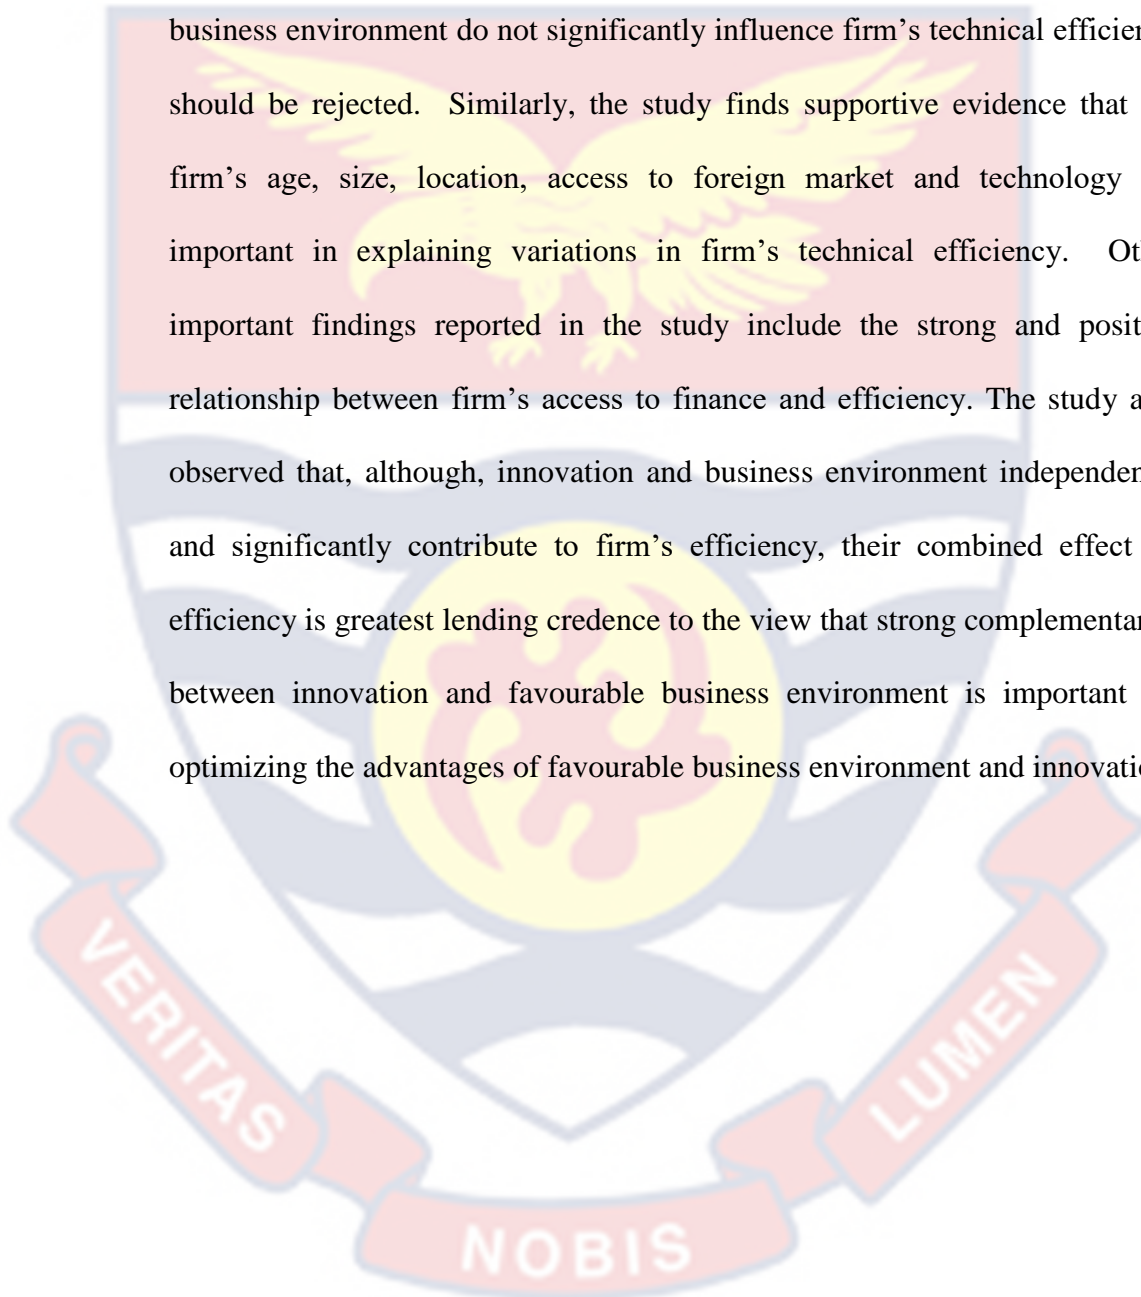 business environment do not significantly influence firm's technical efficien
should be rejected. Similarly, the study finds supportive evidence that
firm's age, size, location, access to foreign market and technology
important in explaining variations in firm's technical efficiency. Ot
important findings reported in the study include the strong and posit
relationship between firm's access to finance and efficiency. The study a
observed that, although, innovation and business environment independen
and significantly contribute to firm's efficiency, their combined effect
efficiency is greatest lending credence to the view that strong complementar
between innovation and favourable business environment is important
optimizing the advantages of favourable business environment and innovatio
VERITAS
NOBIS
LUMEN